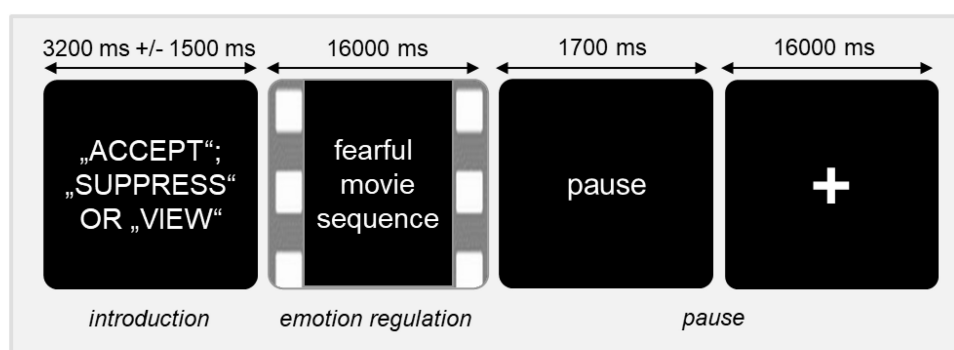 3200 ms +/- 1500 ms
16000 ms
1700 ms
16000 ms
„ACCEPT“;
„SUPPRESS“
OR „VIEW“
fearful
movie
sequence
pause
+
introduction
emotion regulation
pause